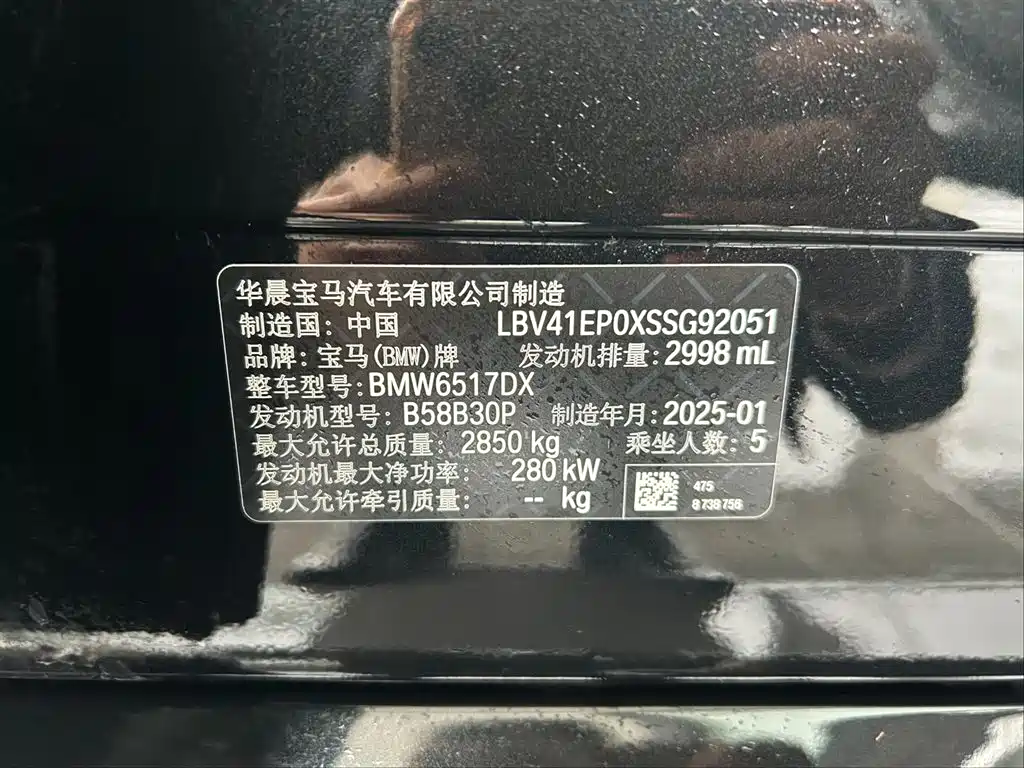 华晨宝马汽车有限公司制造
制造国: 中国 LBV41EP0XSSG92051
品牌: 宝马(BMW)牌 发动机排量: 2998 mL
整车型号: BMW6517DX
发动机型号: B58B30P 制造年月: 2025-01
最大允许总质量: 2850 kg 乘坐人数: 5
发动机最大净功率: 280 kW
最大允许牵引质量: -- kg
475
8738756